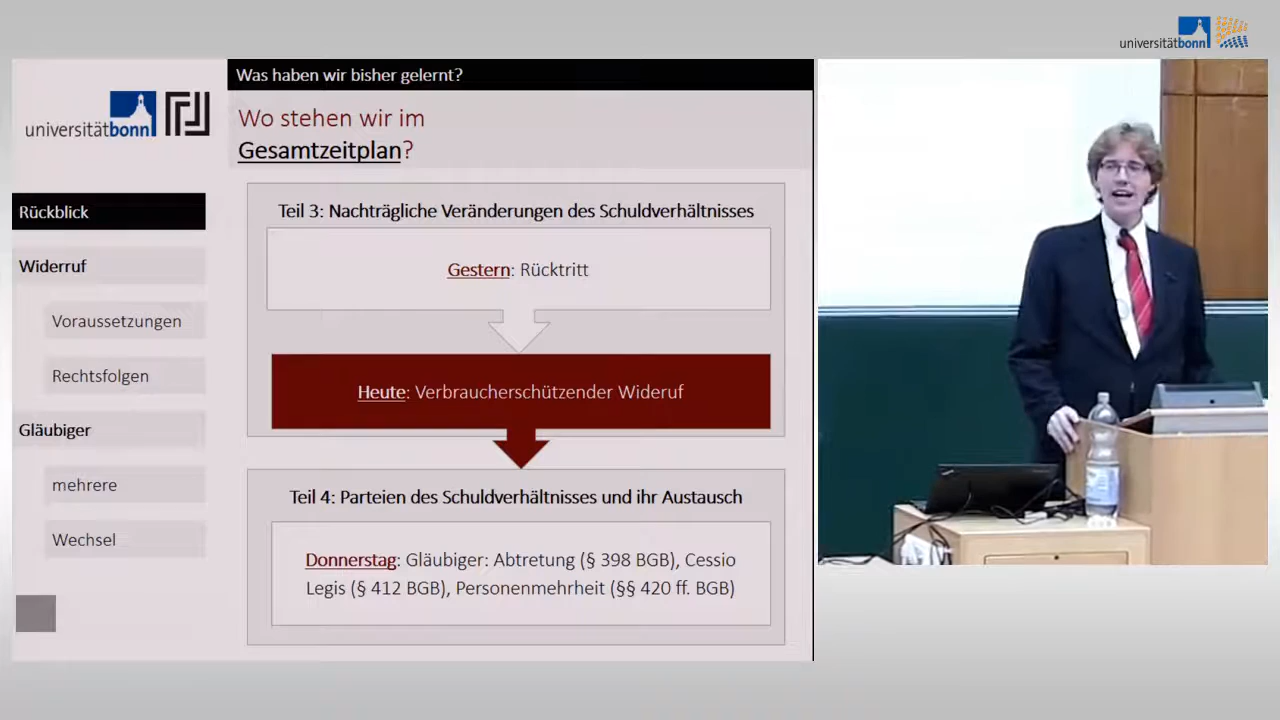 universitätbonn
Was haben wir bisher gelernt?
universitätbonn
Wo stehen wir im
Gesamtzeitplan?
Rückblick
Widerruf
Voraussetzungen
Rechtsfolgen
Gläubiger
mehrere
Wechsel
Teil 3: Nachträgliche Veränderungen des Schuldverhältnisses
Gestern: Rücktritt
Heute: Verbraucherschützender Wideruf
Teil 4: Parteien des Schuldverhältnisses und ihr Austausch
Donnerstag: Gläubiger: Abtretung (§ 398 BGB), Cessio
Legis (§ 412 BGB), Personenmehrheit (§§ 420 ff. BGB)